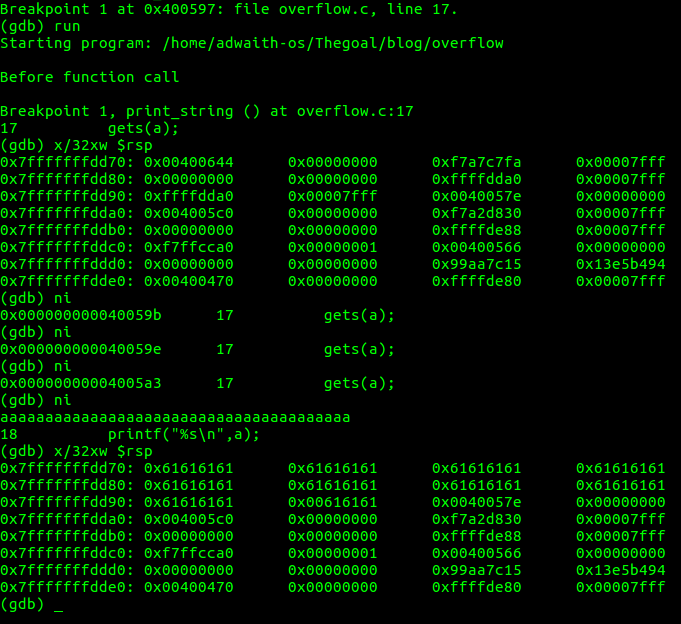 Breakpoint 1 at 0x400597: file overflow.c, line 17.
(gdb) run
Starting program: /home/adwaith-os/Thegoal/blog/overflow
Before function call
Breakpoint 1, print_string () at overflow.c:17
17          gets(a);
(gdb) x/32xw $rsp
0x7fffffffdd70: 0x00400644      0x00000000      0xf7a7c7fa      0x00007fff
0x7fffffffdd80: 0x00000000      0x00000000      0xffffdda0      0x00007fff
0x7fffffffdd90: 0xffffdda0      0x00007fff      0x0040057e      0x00000000
0x7fffffffdda0: 0x004005c0      0x00000000      0xf7a2d830      0x00007fff
0x7fffffffddb0: 0x00000000      0x00000000      0xffffde88      0x00007fff
0x7fffffffddc0: 0xf7ffcca0      0x00000001      0x00400566      0x00000000
0x7fffffffddd0: 0x00000000      0x00000000      0x99aa7c15      0x13e5b494
0x7fffffffdde0: 0x00400470      0x00000000      0xffffde80      0x00007fff
(gdb) ni
0x000000000040059b      17          gets(a);
(gdb) ni
0x000000000040059e      17          gets(a);
(gdb) ni
0x00000000004005a3      17          gets(a);
(gdb) ni
aaaaaaaaaaaaaaaaaaaaaaaaaaaaaaaaaaaaaaa
18          printf("%s\n",a);
(gdb) x/32xw $rsp
0x7fffffffdd70: 0x61616161      0x61616161      0x61616161      0x61616161
0x7fffffffdd80: 0x61616161      0x61616161      0x61616161      0x61616161
0x7fffffffdd90: 0x61616161      0x00616161      0x0040057e      0x00000000
0x7fffffffdda0: 0x004005c0      0x00000000      0xf7a2d830      0x00007fff
0x7fffffffddb0: 0x00000000      0x00000000      0xffffde88      0x00007fff
0x7fffffffddc0: 0xf7ffcca0      0x00000001      0x00400566      0x00000000
0x7fffffffddd0: 0x00000000      0x00000000      0x99aa7c15      0x13e5b494
0x7fffffffdde0: 0x00400470      0x00000000      0xffffde80      0x00007fff
(gdb) _